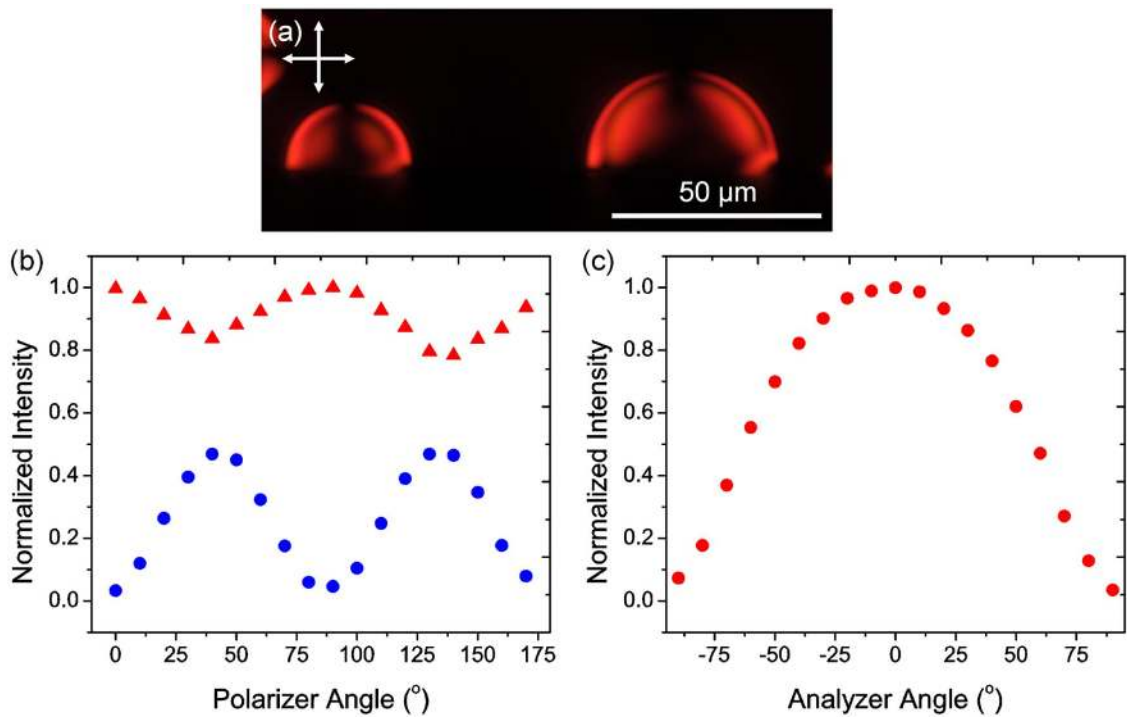 (a)
50 µm
(b)
1.0
0.8
0.6
0.4
0.2
0.0
Normalized Intensity
0 25 50 75 100 125 150 175
Polarizer Angle (°)
(c)
1.0
0.8
0.6
0.4
0.2
0.0
Normalized Intensity
-75 -50 -25 0 25 50 75
Analyzer Angle (°)